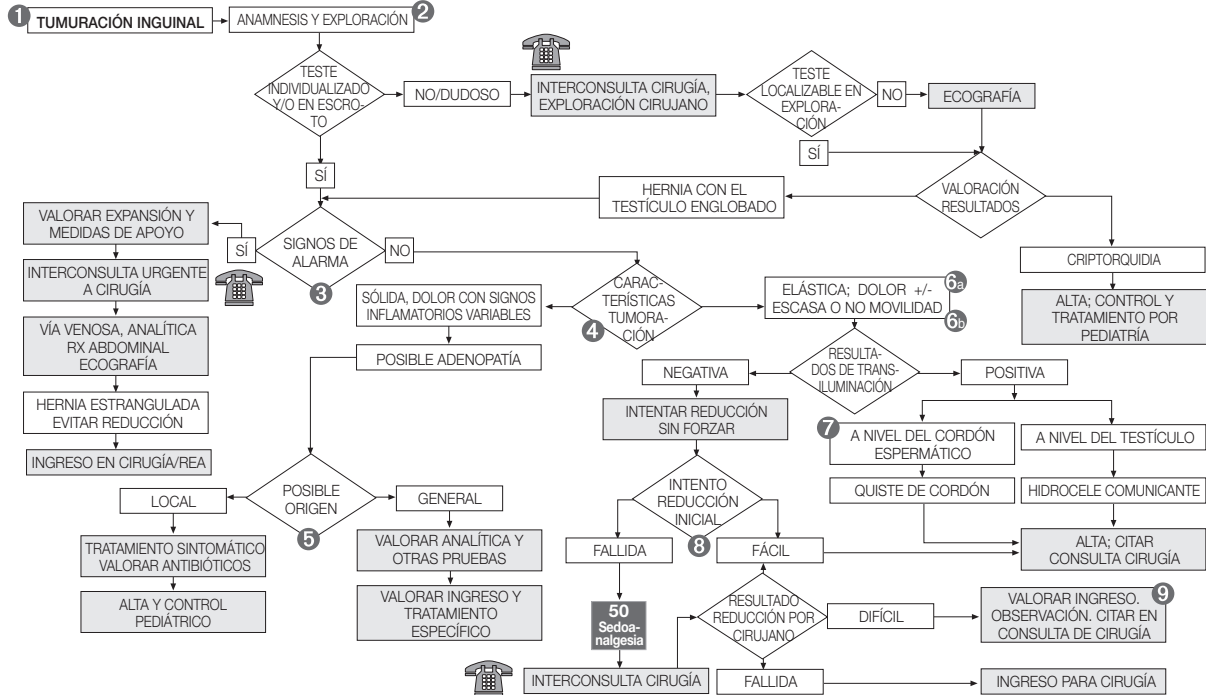 1
TUMURACIÓN INGUINAL
ANAMNESIS Y EXPLORACIÓN
2
TESTE
INDIVIDUALIZADO
Y/O EN ESCRO-
TO
NO/DUDOSO
INTERCONSULTA CIRUGÍA,
EXPLORACIÓN CIRUJANO
TESTE
LOCALIZABLE EN
EXPLORA-
CIÓN
NO
ECOGRAFÍA
SÍ
SÍ
VALORACIÓN
RESULTADOS
HERNIA CON EL
TESTÍCULO ENGLOBADO
CRIPTORQUIDIA
ALTA; CONTROL Y
TRATAMIENTO POR
PEDIATRÍA
SIGNOS DE
ALARMA
3
SÍ
NO
VALORAR EXPANSIÓN Y
MEDIDAS DE APOYO
INTERCONSULTA URGENTE
A CIRUGÍA
VÍA VENOSA, ANALÍTICA
RX ABDOMINAL
ECOGRAFÍA
HERNIA ESTRANGULADA
EVITAR REDUCCIÓN
INGRESO EN CIRUGÍA/REA
CARAC-
TERÍSTICAS
TUMORA-
CIÓN
4
SÓLIDA, DOLOR CON SIGNOS
INFLAMATORIOS VARIABLES
POSIBLE ADENOPATÍA
POSIBLE
ORIGEN
5
LOCAL
TRATAMIENTO SINTOMÁTICO
VALORAR ANTIBIÓTICOS
ALTA Y CONTROL
PEDIÁTRICO
GENERAL
VALORAR ANALÍTICA Y
OTRAS PRUEBAS
VALORAR INGRESO Y
TRATAMIENTO
ESPECÍFICO
ELÁSTICA; DOLOR +/-
ESCASA O NO MOVILIDAD
6a
6b
RESULTA-
DOS DE TRANS-
ILUMINACIÓN
NEGATIVA
POSITIVA
INTENTAR REDUCCIÓN
SIN FORZAR
7
A NIVEL DEL CORDÓN
ESPERMÁTICO
QUISTE DE CORDÓN
A NIVEL DEL TESTÍCULO
HIDROCELE COMUNICANTE
ALTA; CITAR
CONSULTA CIRUGÍA
INTENTO
REDUCCIÓN
INICIAL
8
FALLIDA
FÁCIL
50
Sedoa-
nalgesia
INTERCONSULTA CIRUGÍA
RESULTADO
REDUCCIÓN POR
CIRUJANO
DIFÍCIL
VALORAR INGRESO.
OBSERVACIÓN. CITAR EN
CONSULTA DE CIRUGÍA
9
FALLIDA
INGRESO PARA CIRUGÍA